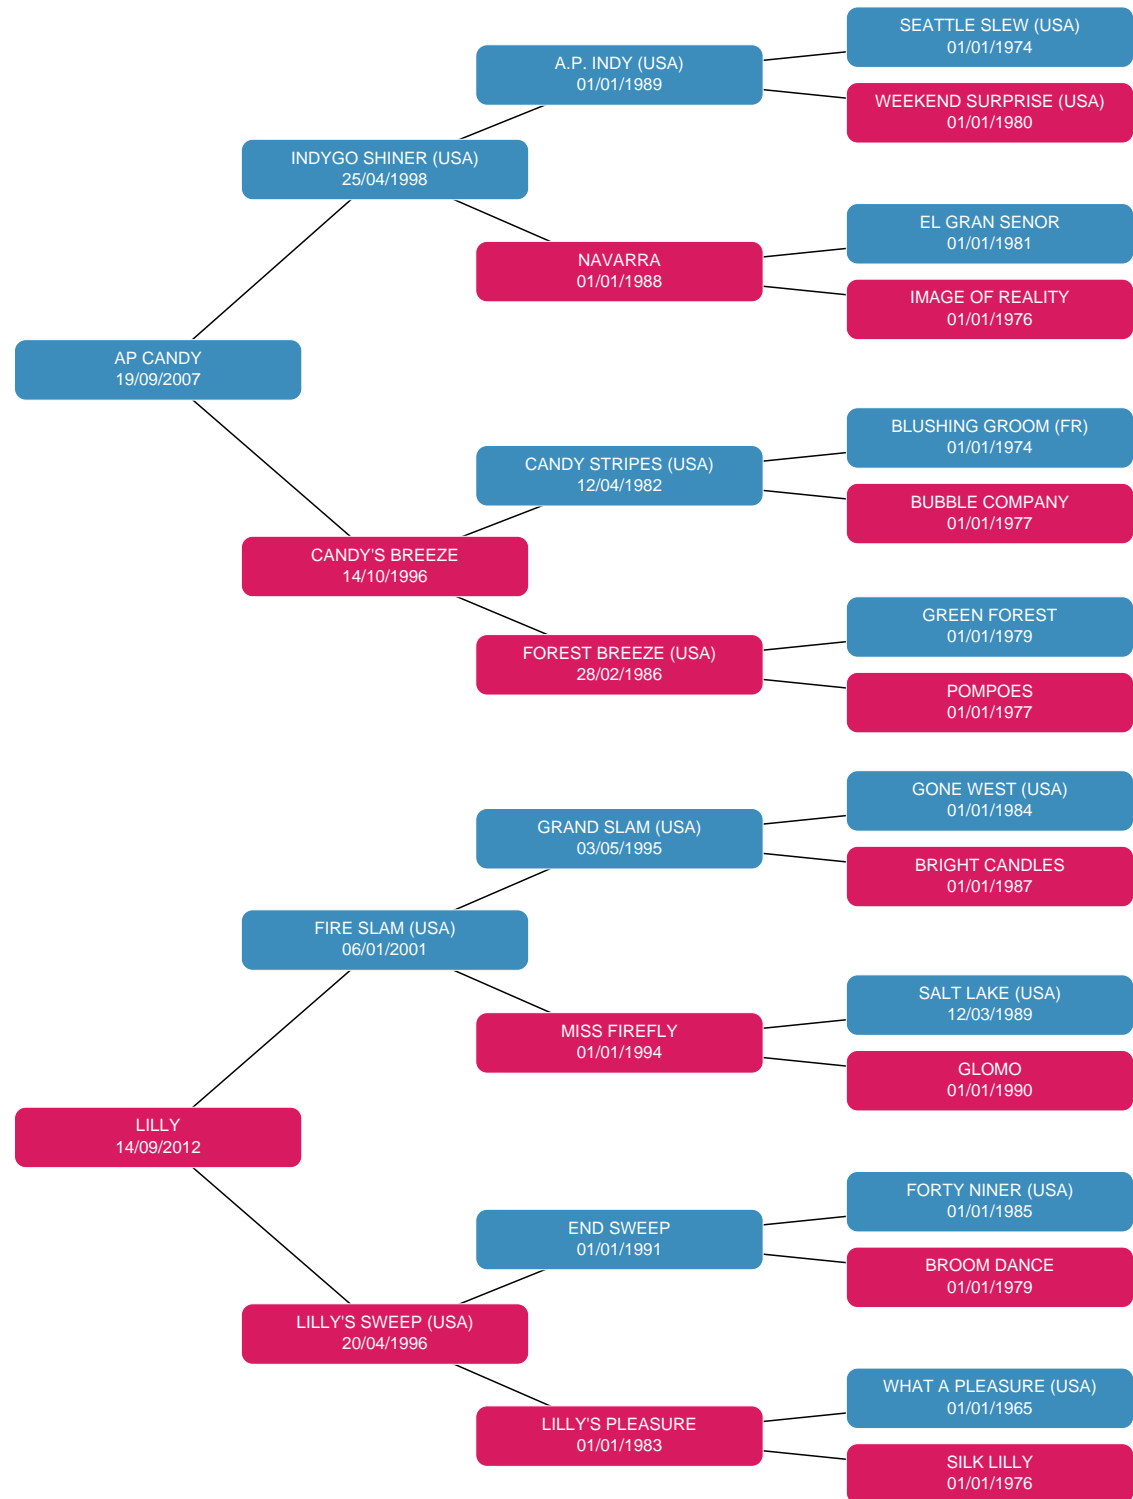 SEATTLE SLEW (USA)
01/01/1974
A.P. INDY (USA)
01/01/1989
WEEKEND SURPRISE (USA)
01/01/1980
INDYGO SHINER (USA)
25/04/1998
EL GRAN SENOR
01/01/1981
NAVARRA
01/01/1988
IMAGE OF REALITY
01/01/1976
AP CANDY
19/09/2007
BLUSHING GROOM (FR)
01/01/1974
CANDY STRIPES (USA)
12/04/1982
BUBBLE COMPANY
01/01/1977
CANDY'S BREEZE
14/10/1996
GREEN FOREST
01/01/1979
FOREST BREEZE (USA)
28/02/1986
POMPOES
01/01/1977
GONE WEST (USA)
01/01/1984
GRAND SLAM (USA)
03/05/1995
BRIGHT CANDLES
01/01/1987
FIRE SLAM (USA)
06/01/2001
SALT LAKE (USA)
12/03/1989
MISS FIREFLY
01/01/1994
GLOMO
01/01/1990
LILLY
14/09/2012
FORTY NINER (USA)
01/01/1985
END SWEEP
01/01/1991
BROOM DANCE
01/01/1979
LILLY'S SWEEP (USA)
20/04/1996
WHAT A PLEASURE (USA)
01/01/1965
LILLY'S PLEASURE
01/01/1983
SILK LILLY
01/01/1976